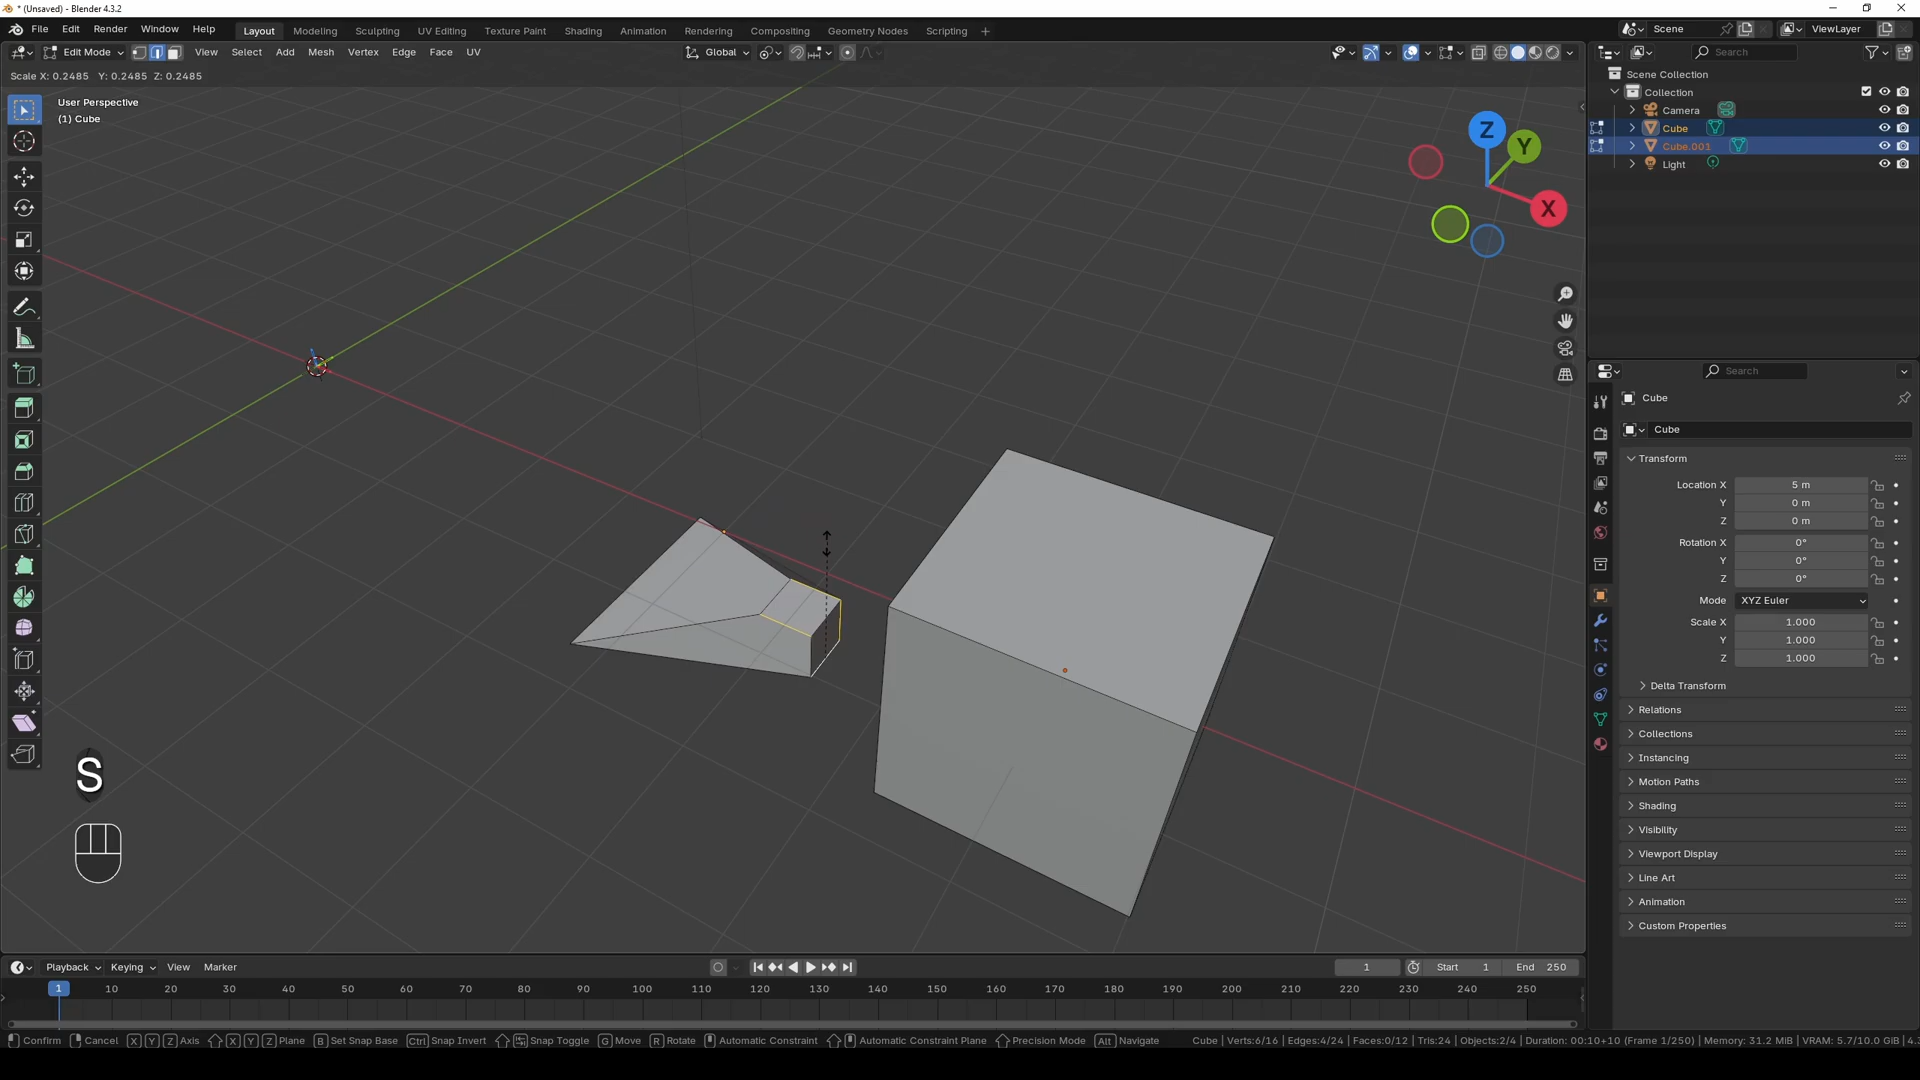 * (Unsaved) - Blender 4.3.2
File Edit Render Window Help Layout Modeling Sculpting UV Editing Texture Paint Shading Animation Rendering Compositing Geometry Nodes Scripting + Scene ViewLayer
Edit Mode View Select Add Mesh Vertex Edge Face UV Global Search
Scale X: 0.2485 Y: 0.2485 Z: 0.2485
Scene Collection
Collection
User Perspective
(1) Cube
Camera
Cube
Cube.001
Light
Z
Y
X
Search
Cube
Cube
Transform
Location X 5 m
Y 0 m
Z 0 m
Rotation X 0°
Y 0°
Z 0°
Mode XYZ Euler
Scale X 1.000
Y 1.000
Z 1.000
Delta Transform
Relations
Collections
Instancing
Motion Paths
Shading
Visibility
Viewport Display
Line Art
Animation
Custom Properties
S
Playback Keying View Marker 1 Start 1 End 250
1 10 20 30 40 50 60 70 80 90 100 110 120 130 140 150 160 170 180 190 200 210 220 230 240 250
Confirm Cancel X Y Z Axis X Y Z Plane B Set Snap Base Ctrl Snap Invert Snap Toggle G Move R Rotate Automatic Constraint Automatic Constraint Plane Precision Mode Alt Navigate Cube | Verts:6/16 | Edges:4/24 | Faces:0/12 | Tris:24 | Objects:2/4 | Duration: 00:10+10 (Frame 1/250) | Memory: 31.2 MiB | VRAM: 5.7/10.0 GiB | 4.3